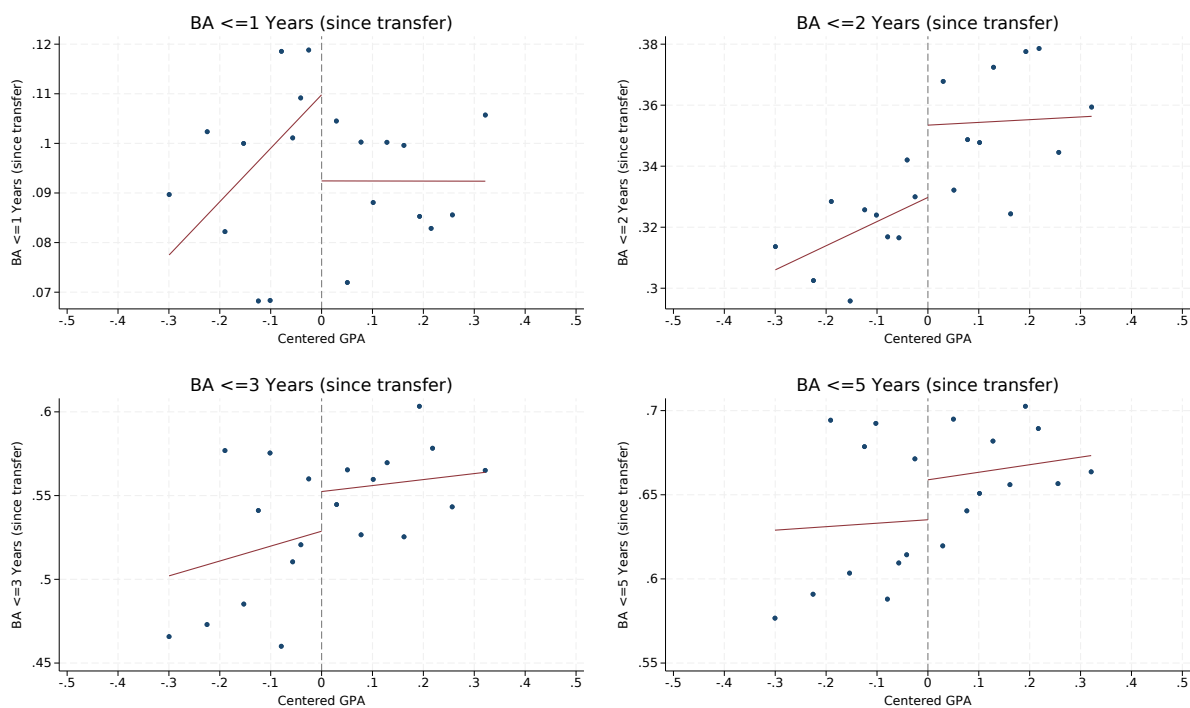 BA <=1 Years (since transfer)
BA <=1 Years (since transfer)
.12
.11
.1
.09
.08
.07
-.5 -.4 -.3 -.2 -.1 0 .1 .2 .3 .4 .5
Centered GPA
BA <=2 Years (since transfer)
BA <=2 Years (since transfer)
.38
.36
.34
.32
.3
-.5 -.4 -.3 -.2 -.1 0 .1 .2 .3 .4 .5
Centered GPA
BA <=3 Years (since transfer)
BA <=3 Years (since transfer)
.6
.55
.5
.45
-.5 -.4 -.3 -.2 -.1 0 .1 .2 .3 .4 .5
Centered GPA
BA <=5 Years (since transfer)
BA <=5 Years (since transfer)
.7
.65
.6
.55
-.5 -.4 -.3 -.2 -.1 0 .1 .2 .3 .4 .5
Centered GPA